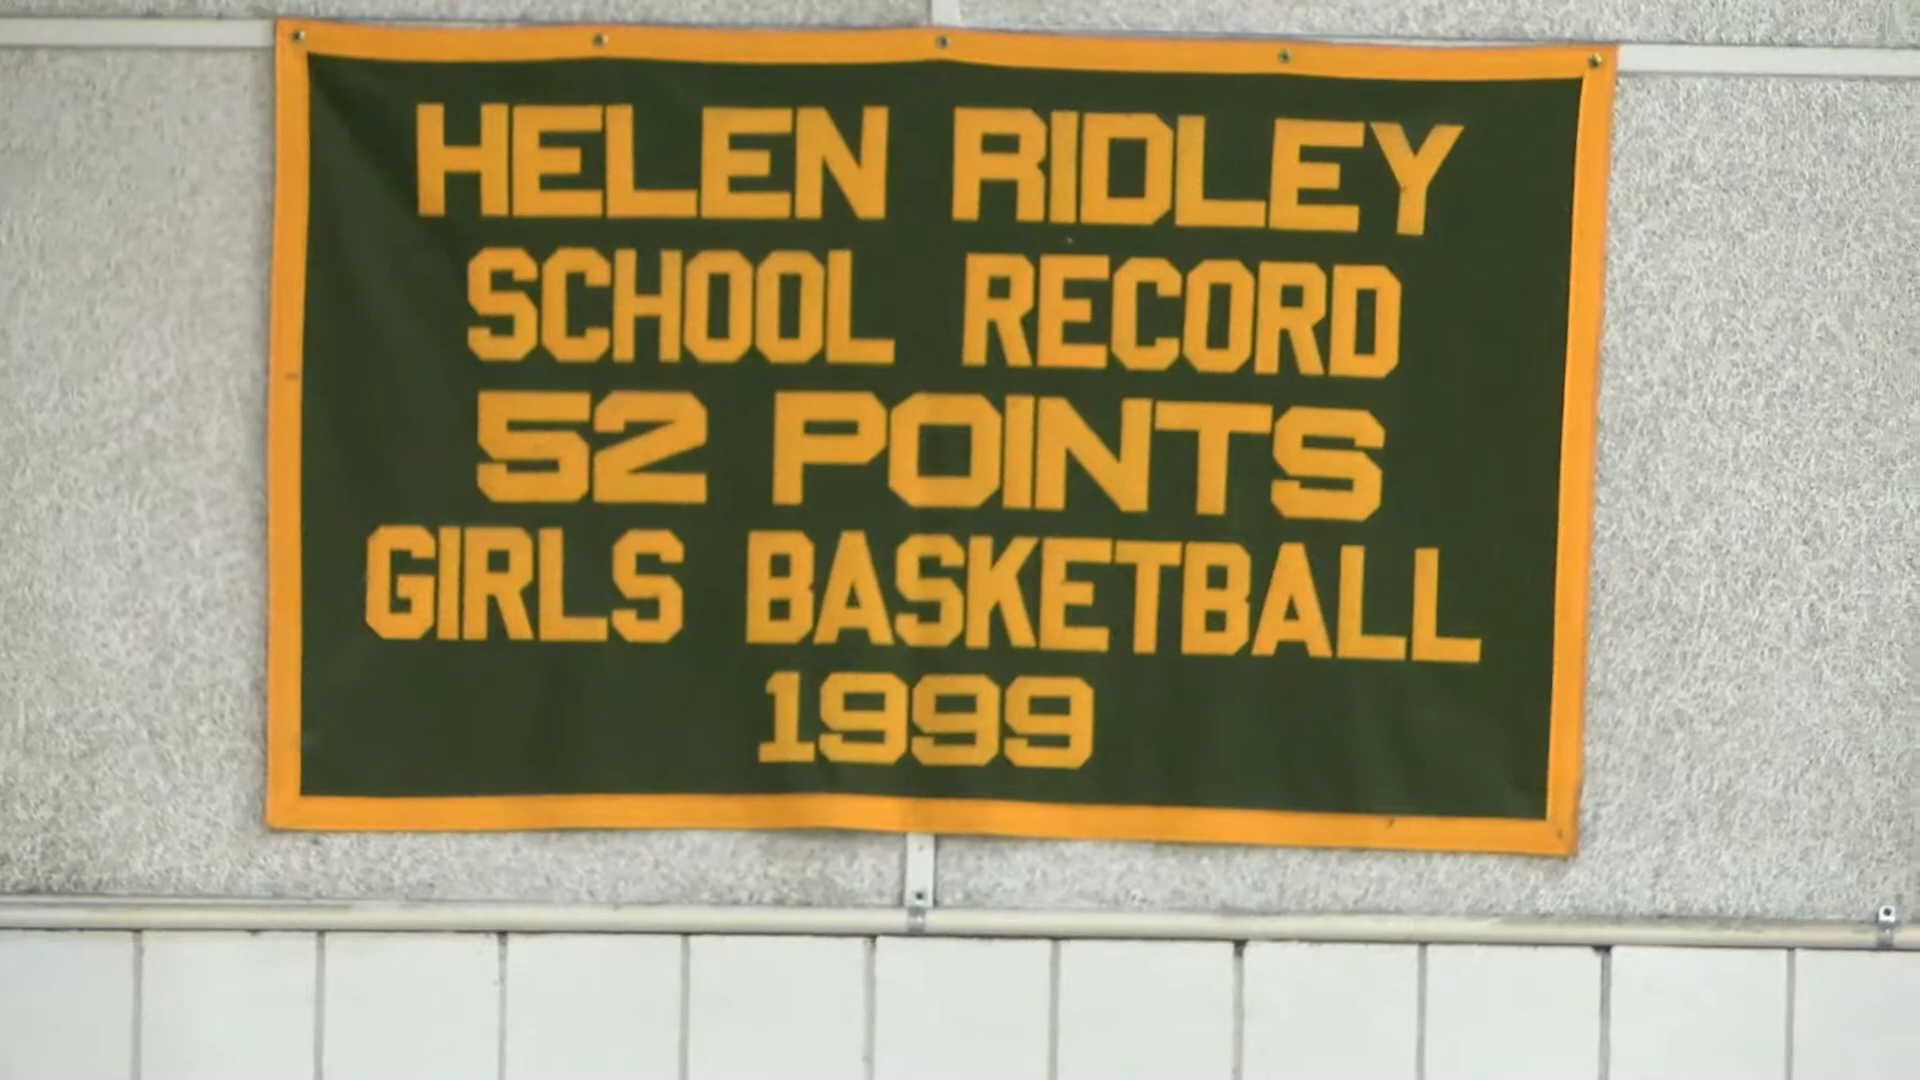 HELEN RIDLEY
SCHOOL RECORD
52 POINTS
GIRLS BASKETBALL
1999